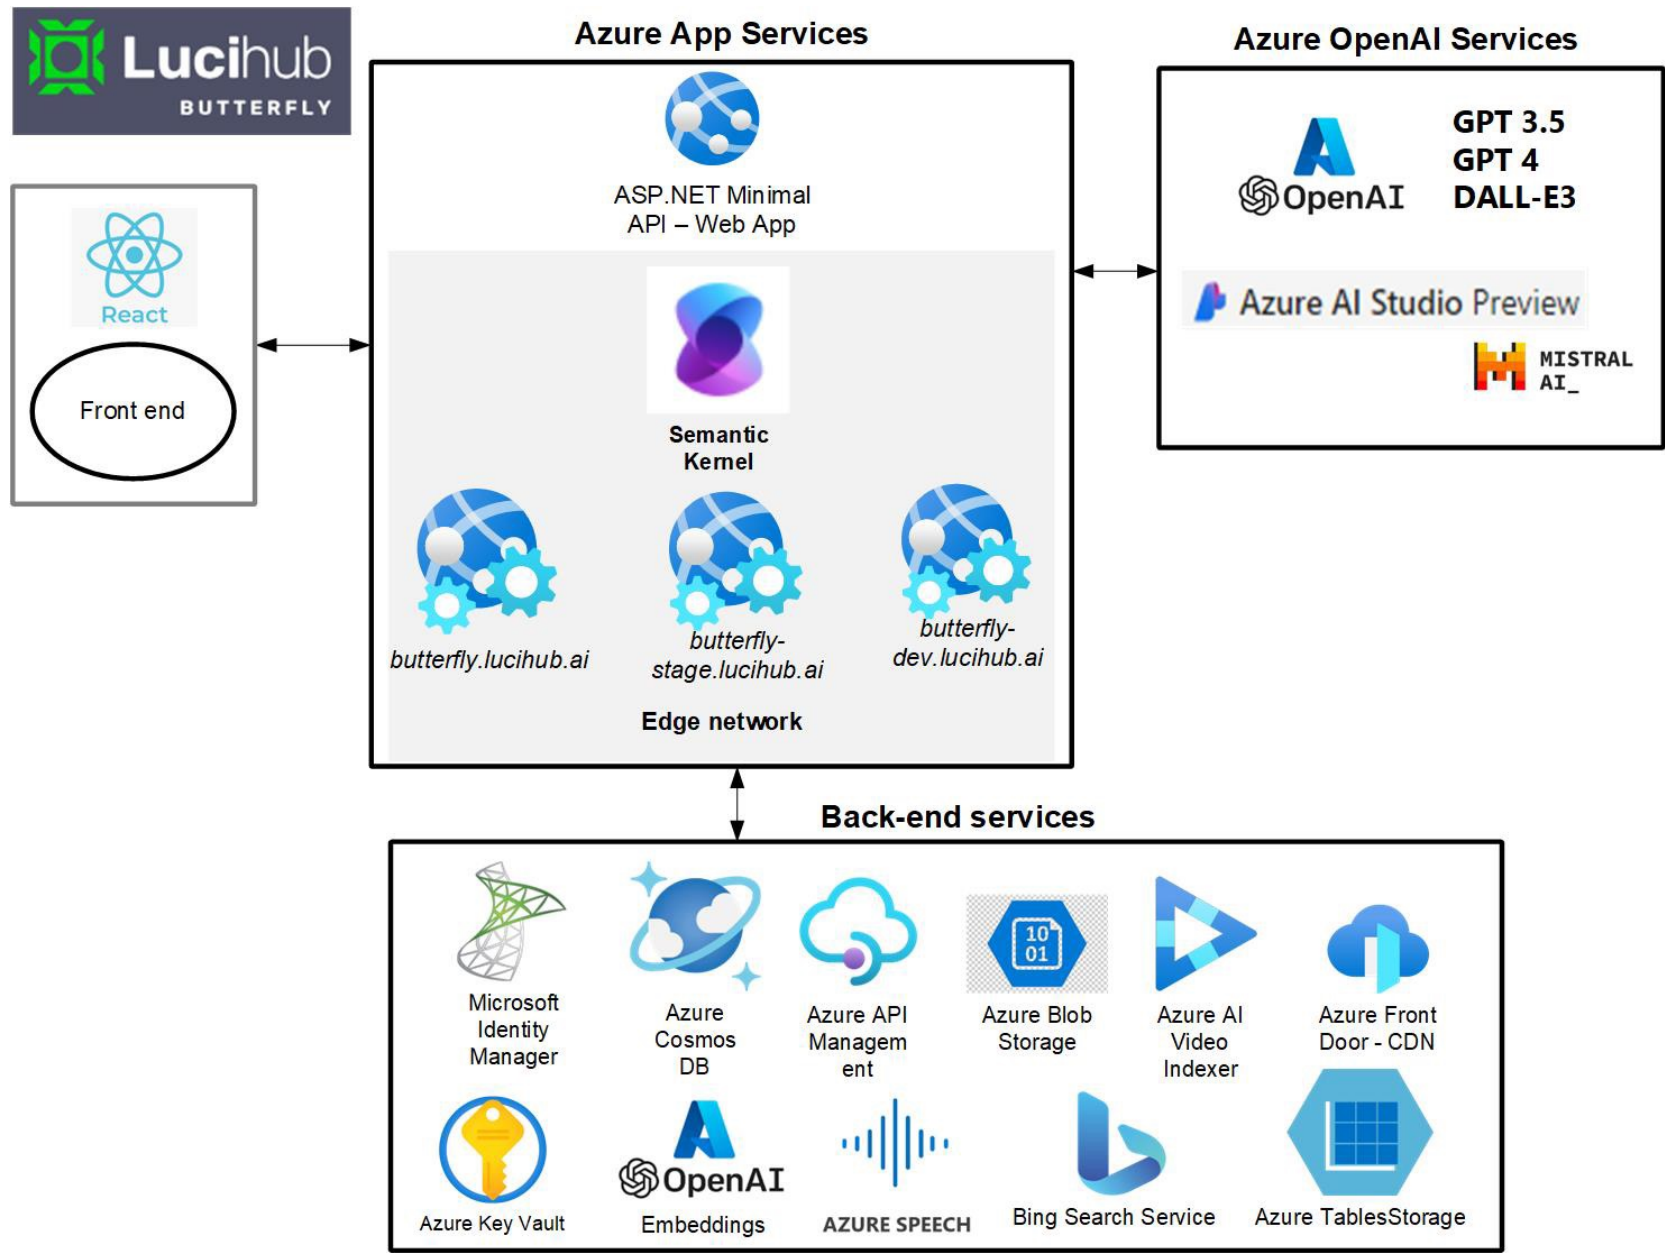 Lucihub
BUTTERFLY
Azure App Services
Azure OpenAI Services
ASP.NET Minimal
API – Web App
OpenAI
GPT 3.5
GPT 4
DALL-E3
Azure AI Studio Preview
MISTRAL
AI_
React
Front end
Semantic
Kernel
butterfly.lucihub.ai
butterfly-
stage.lucihub.ai
butterfly-
dev.lucihub.ai
Edge network
Back-end services
Microsoft
Identity
Manager
Azure
Cosmos
DB
Azure API
Managem
ent
10
01
Azure Blob
Storage
Azure AI
Video
Indexer
Azure Front
Door - CDN
Azure Key Vault
OpenAI
Embeddings
AZURE SPEECH
Bing Search Service
Azure TablesStorage